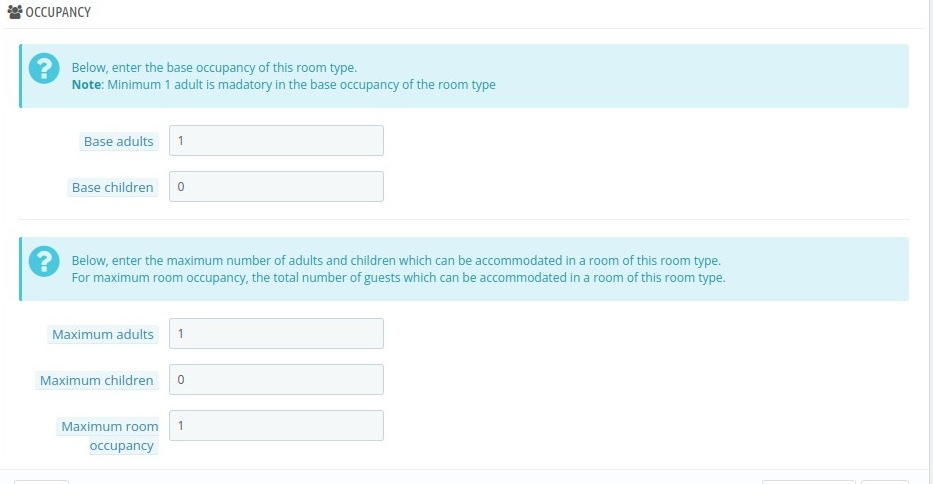 OCCUPANCY
Below, enter the base occupancy of this room type.
Note: Minimum 1 adult is madatory in the base occupancy of the room type
Base adults 1
Base children 0
Below, enter the maximum number of adults and children which can be accommodated in a room of this room type.
For maximum room occupancy, the total number of guests which can be accommodated in a room of this room type.
Maximum adults 1
Maximum children 0
Maximum room 1
occupancy